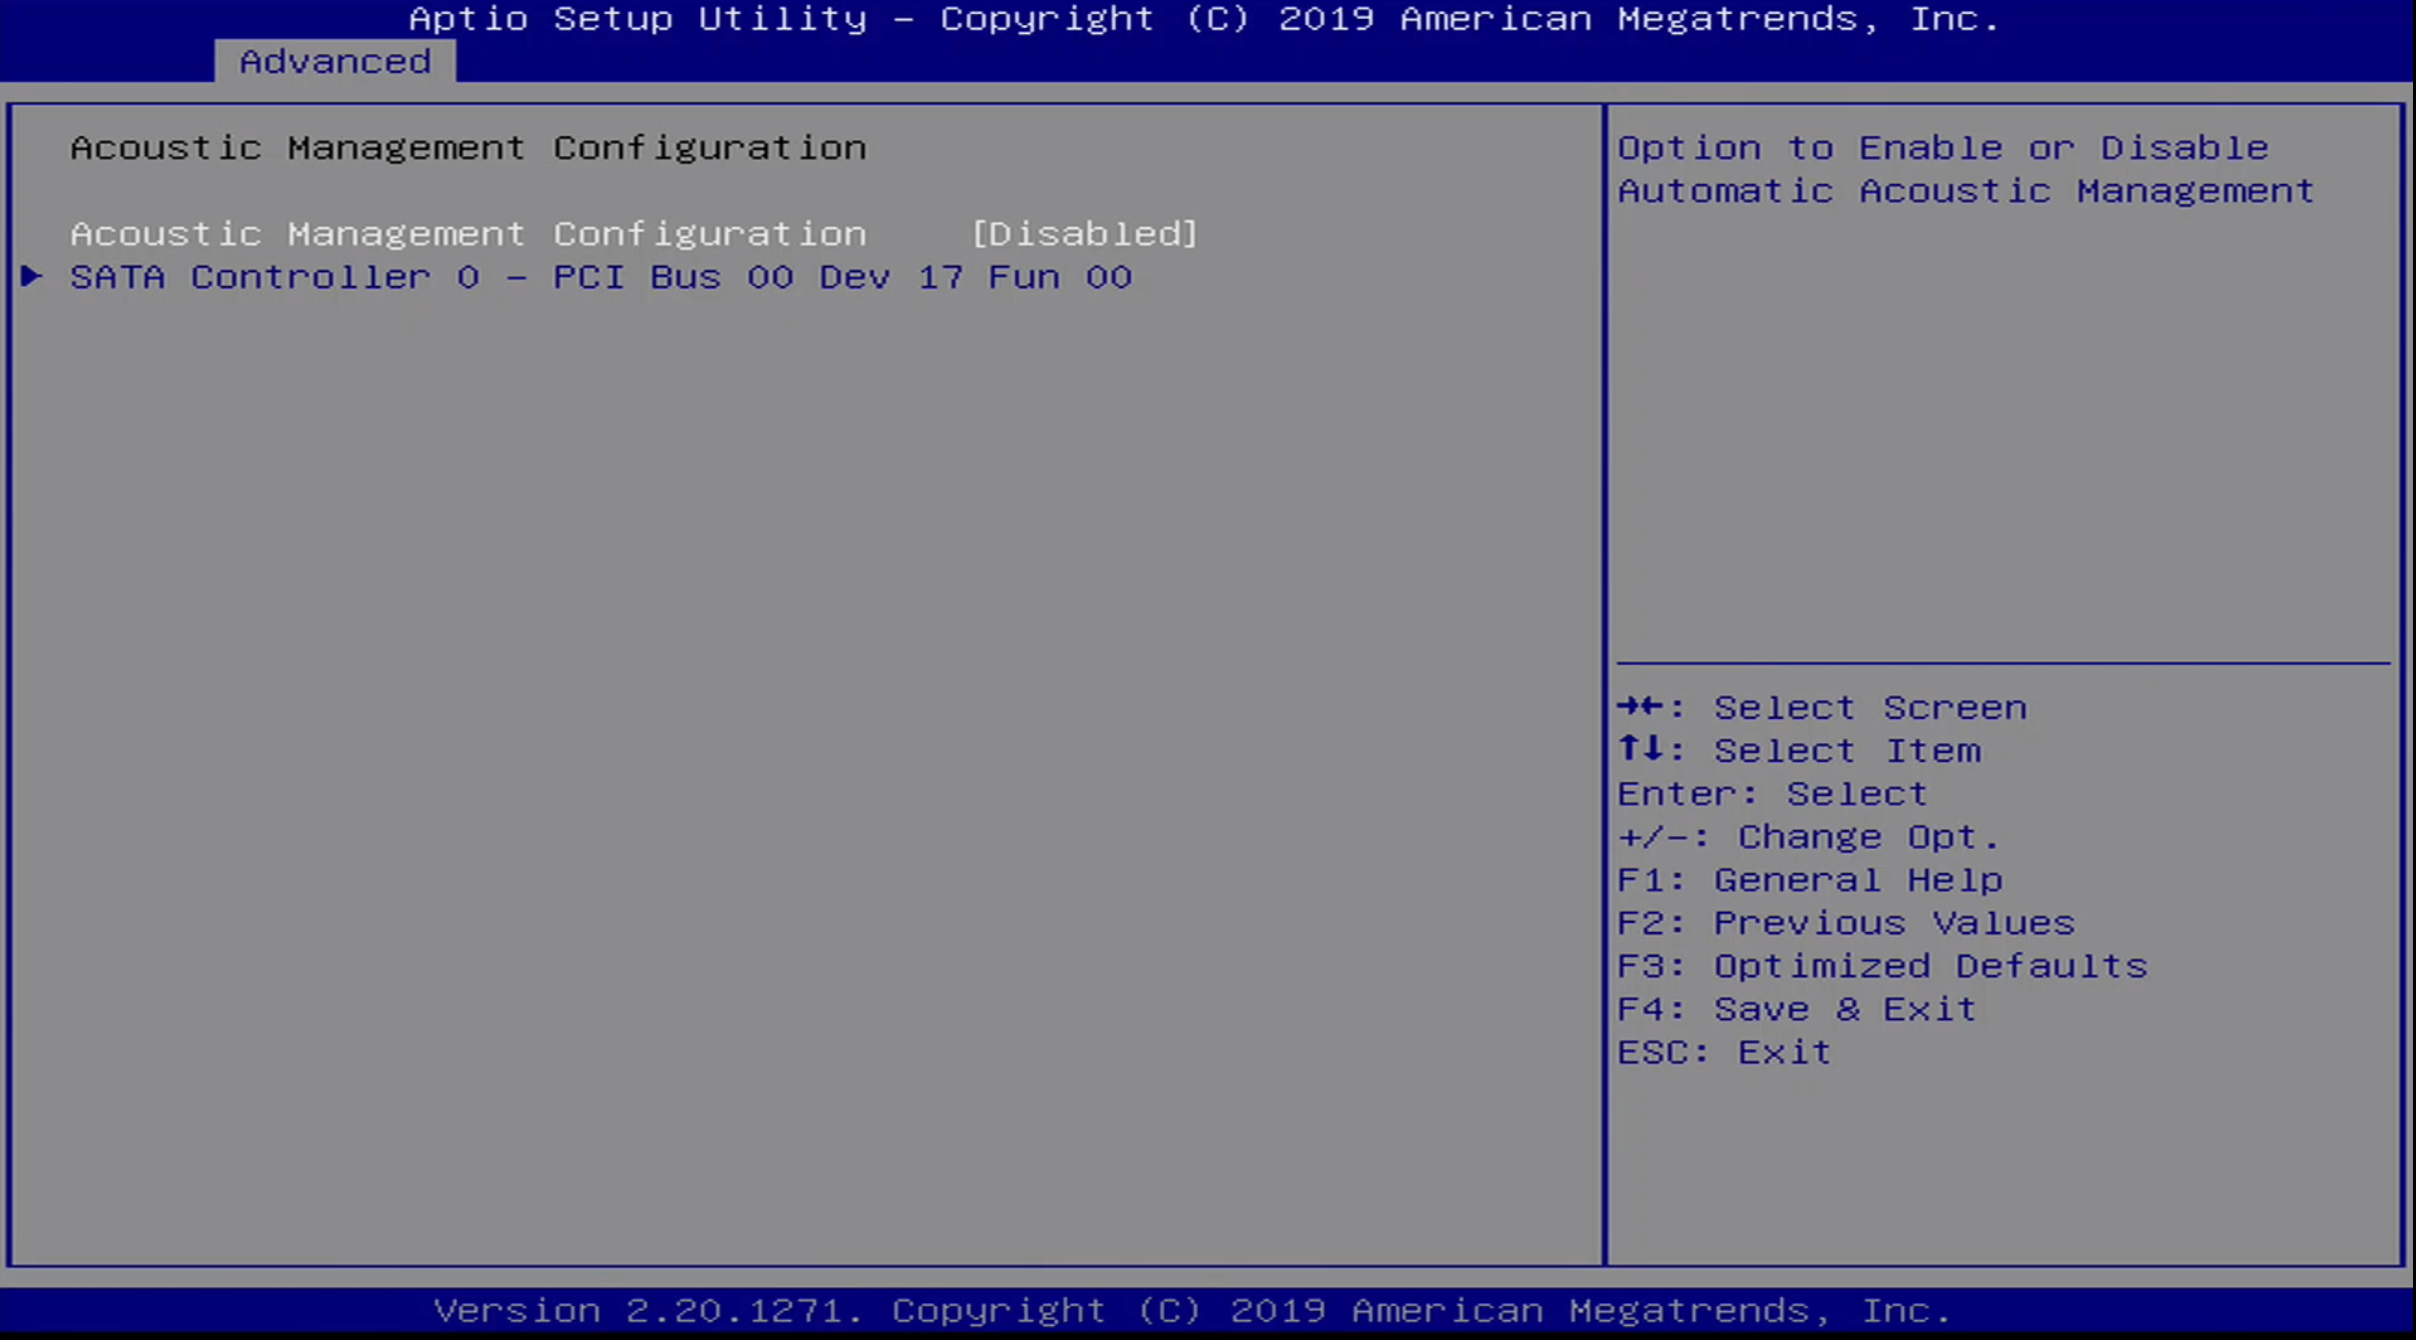 Aptio Setup Utility – Copyright (C) 2019 American Megatrends, Inc.
Advanced
Acoustic Management Configuration
Acoustic Management Configuration [Disabled]
► SATA Controller 0 – PCI Bus 00 Dev 17 Fun 00
Option to Enable or Disable
Automatic Acoustic Management
→←: Select Screen
↑↓: Select Item
Enter: Select
+/-: Change Opt.
F1: General Help
F2: Previous Values
F3: Optimized Defaults
F4: Save & Exit
ESC: Exit
Version 2.20.1271. Copyright (C) 2019 American Megatrends, Inc.